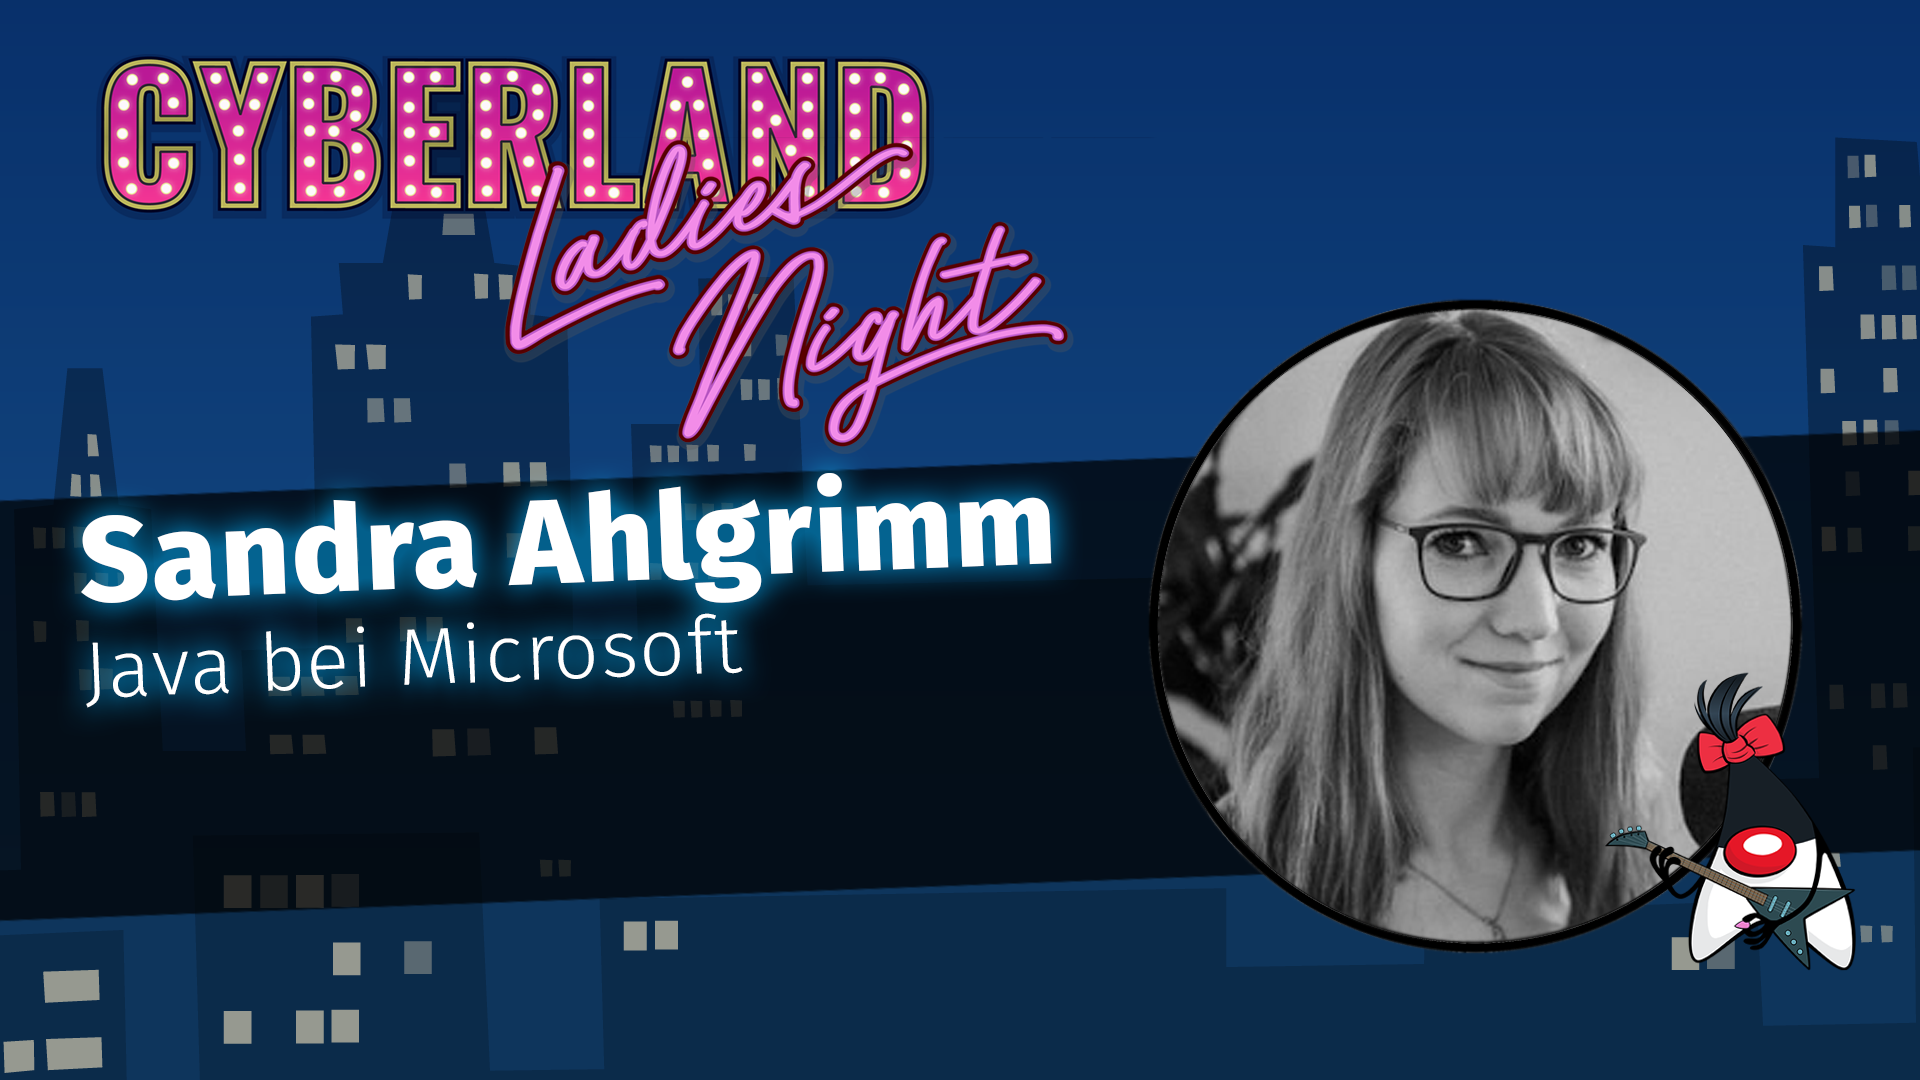 CYBERLAND
Ladies
Night
Sandra Ahlgrimm
Java bei Microsoft